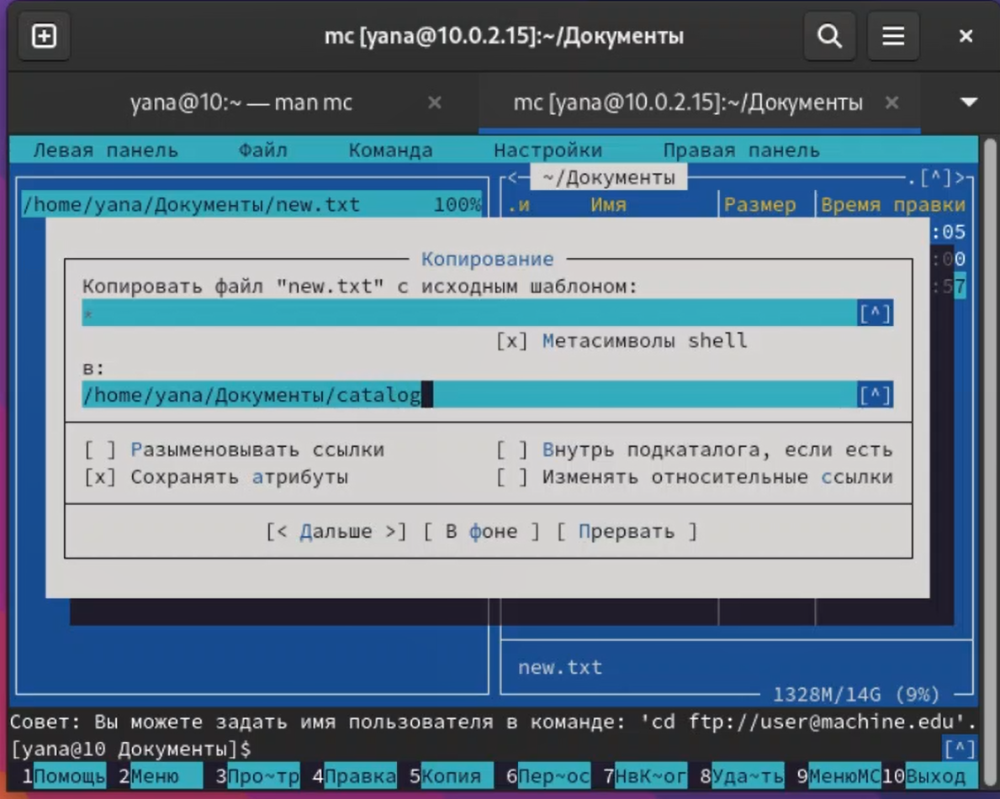 mc [yana@10.0.2.15]:~/Документы
yana@10:~ — man mc
mc [yana@10.0.2.15]:~/Документы
Левая панель Файл Команда Настройки Правая панель
<─ ~/Документы .[^]>
/home/yana/Документы/new.txt 100%
.и Имя Размер Время правки
:05
:00
:57
Копирование
Копировать файл "new.txt" с исходным шаблоном:
* [^]
[x] Метасимволы shell
в:
/home/yana/Документы/catalog [^]
[ ] Разыменовывать ссылки [ ] Внутрь подкаталога, если есть
[x] Сохранять атрибуты [ ] Изменять относительные ссылки
[< Дальше >] [ В фоне ] [ Прервать ]
new.txt
1328M/14G (9%)
Совет: Вы можете задать имя пользователя в команде: 'cd ftp://user@machine.edu'.
[yana@10 Документы]$ [^]
1Помощь 2Меню 3Про~тр 4Правка 5Копия 6Пер~ос 7НвК~ог 8Уда~ть 9МенюМС 10Выход